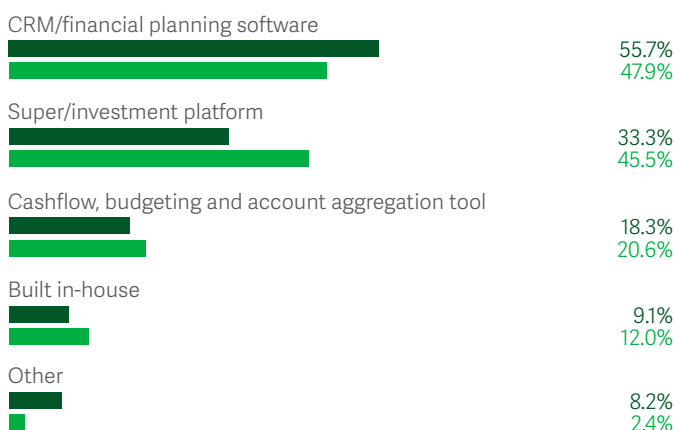 CRM/financial planning software
55.7%
47.9%
Super/investment platform
33.3%
45.5%
Cashflow, budgeting and account aggregation tool
18.3%
20.6%
Built in-house
9.1%
12.0%
Other
8.2%
2.4%